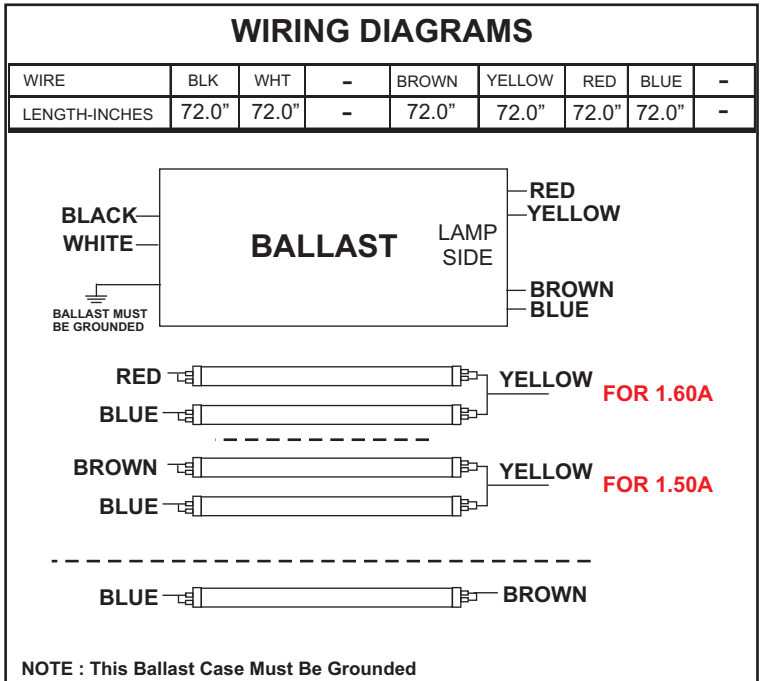 WIRING DIAGRAMS
WIRE BLK WHT - BROWN YELLOW RED BLUE -
LENGTH-INCHES 72.0” 72.0” - 72.0” 72.0” 72.0” 72.0” -
BLACK
WHITE
BALLAST MUST
BE GROUNDED
BALLAST
LAMP
SIDE
RED
YELLOW
BROWN
BLUE
RED
BLUE
YELLOW
FOR 1.60A
BROWN
BLUE
YELLOW
FOR 1.50A
BLUE
BROWN
NOTE : This Ballast Case Must Be Grounded